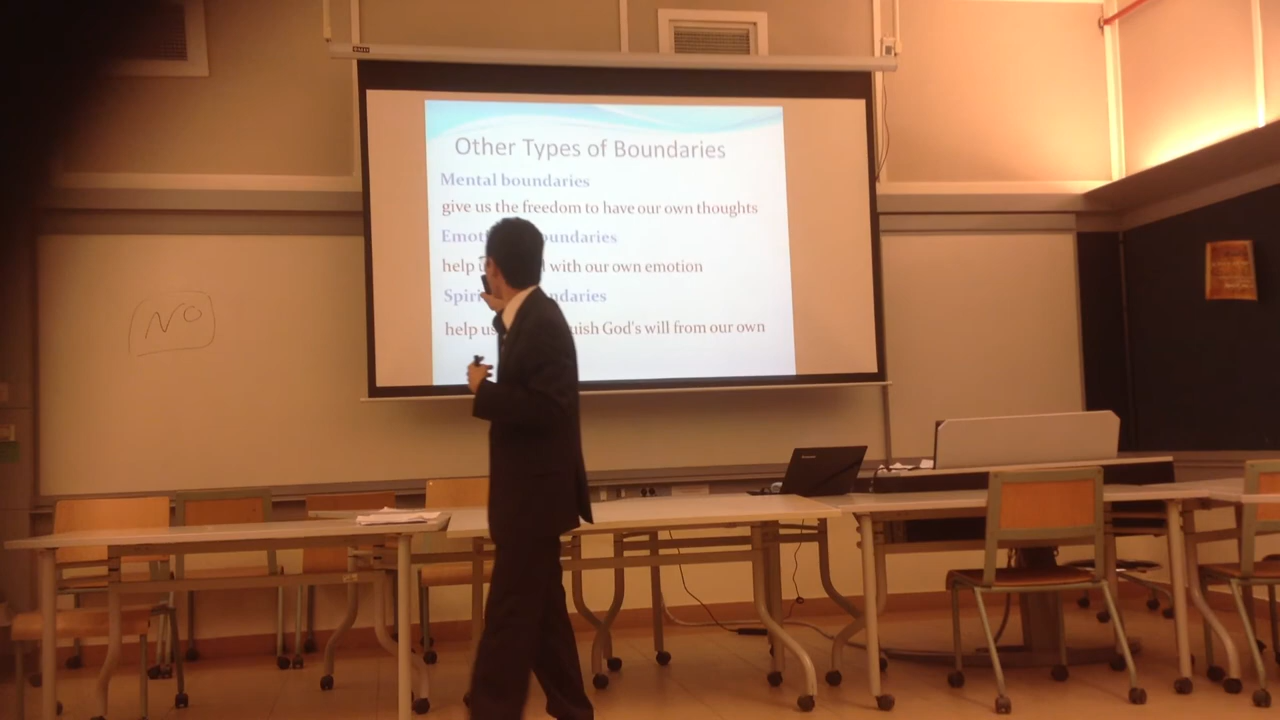 Other Types of Boundaries
Mental boundaries
give us the freedom to have our own thoughts
undaries
help with our own emotion
ndaries
help us uish God's will from our own
NO